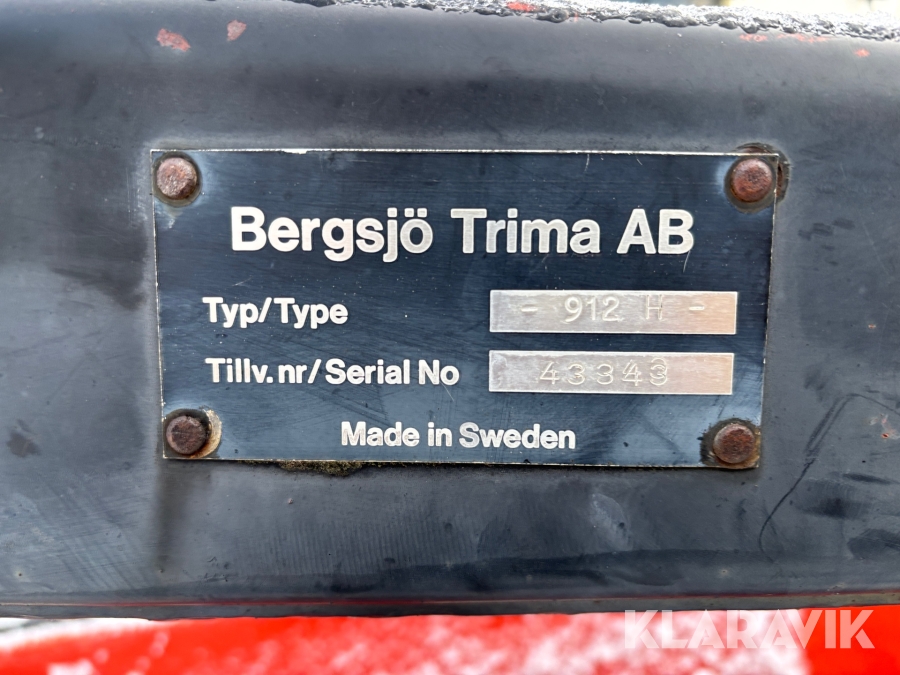 Bergsjö Trima AB
Typ/Type - 912 H -
Tillv.nr/Serial No 43343
Made in Sweden
KLARAVIK